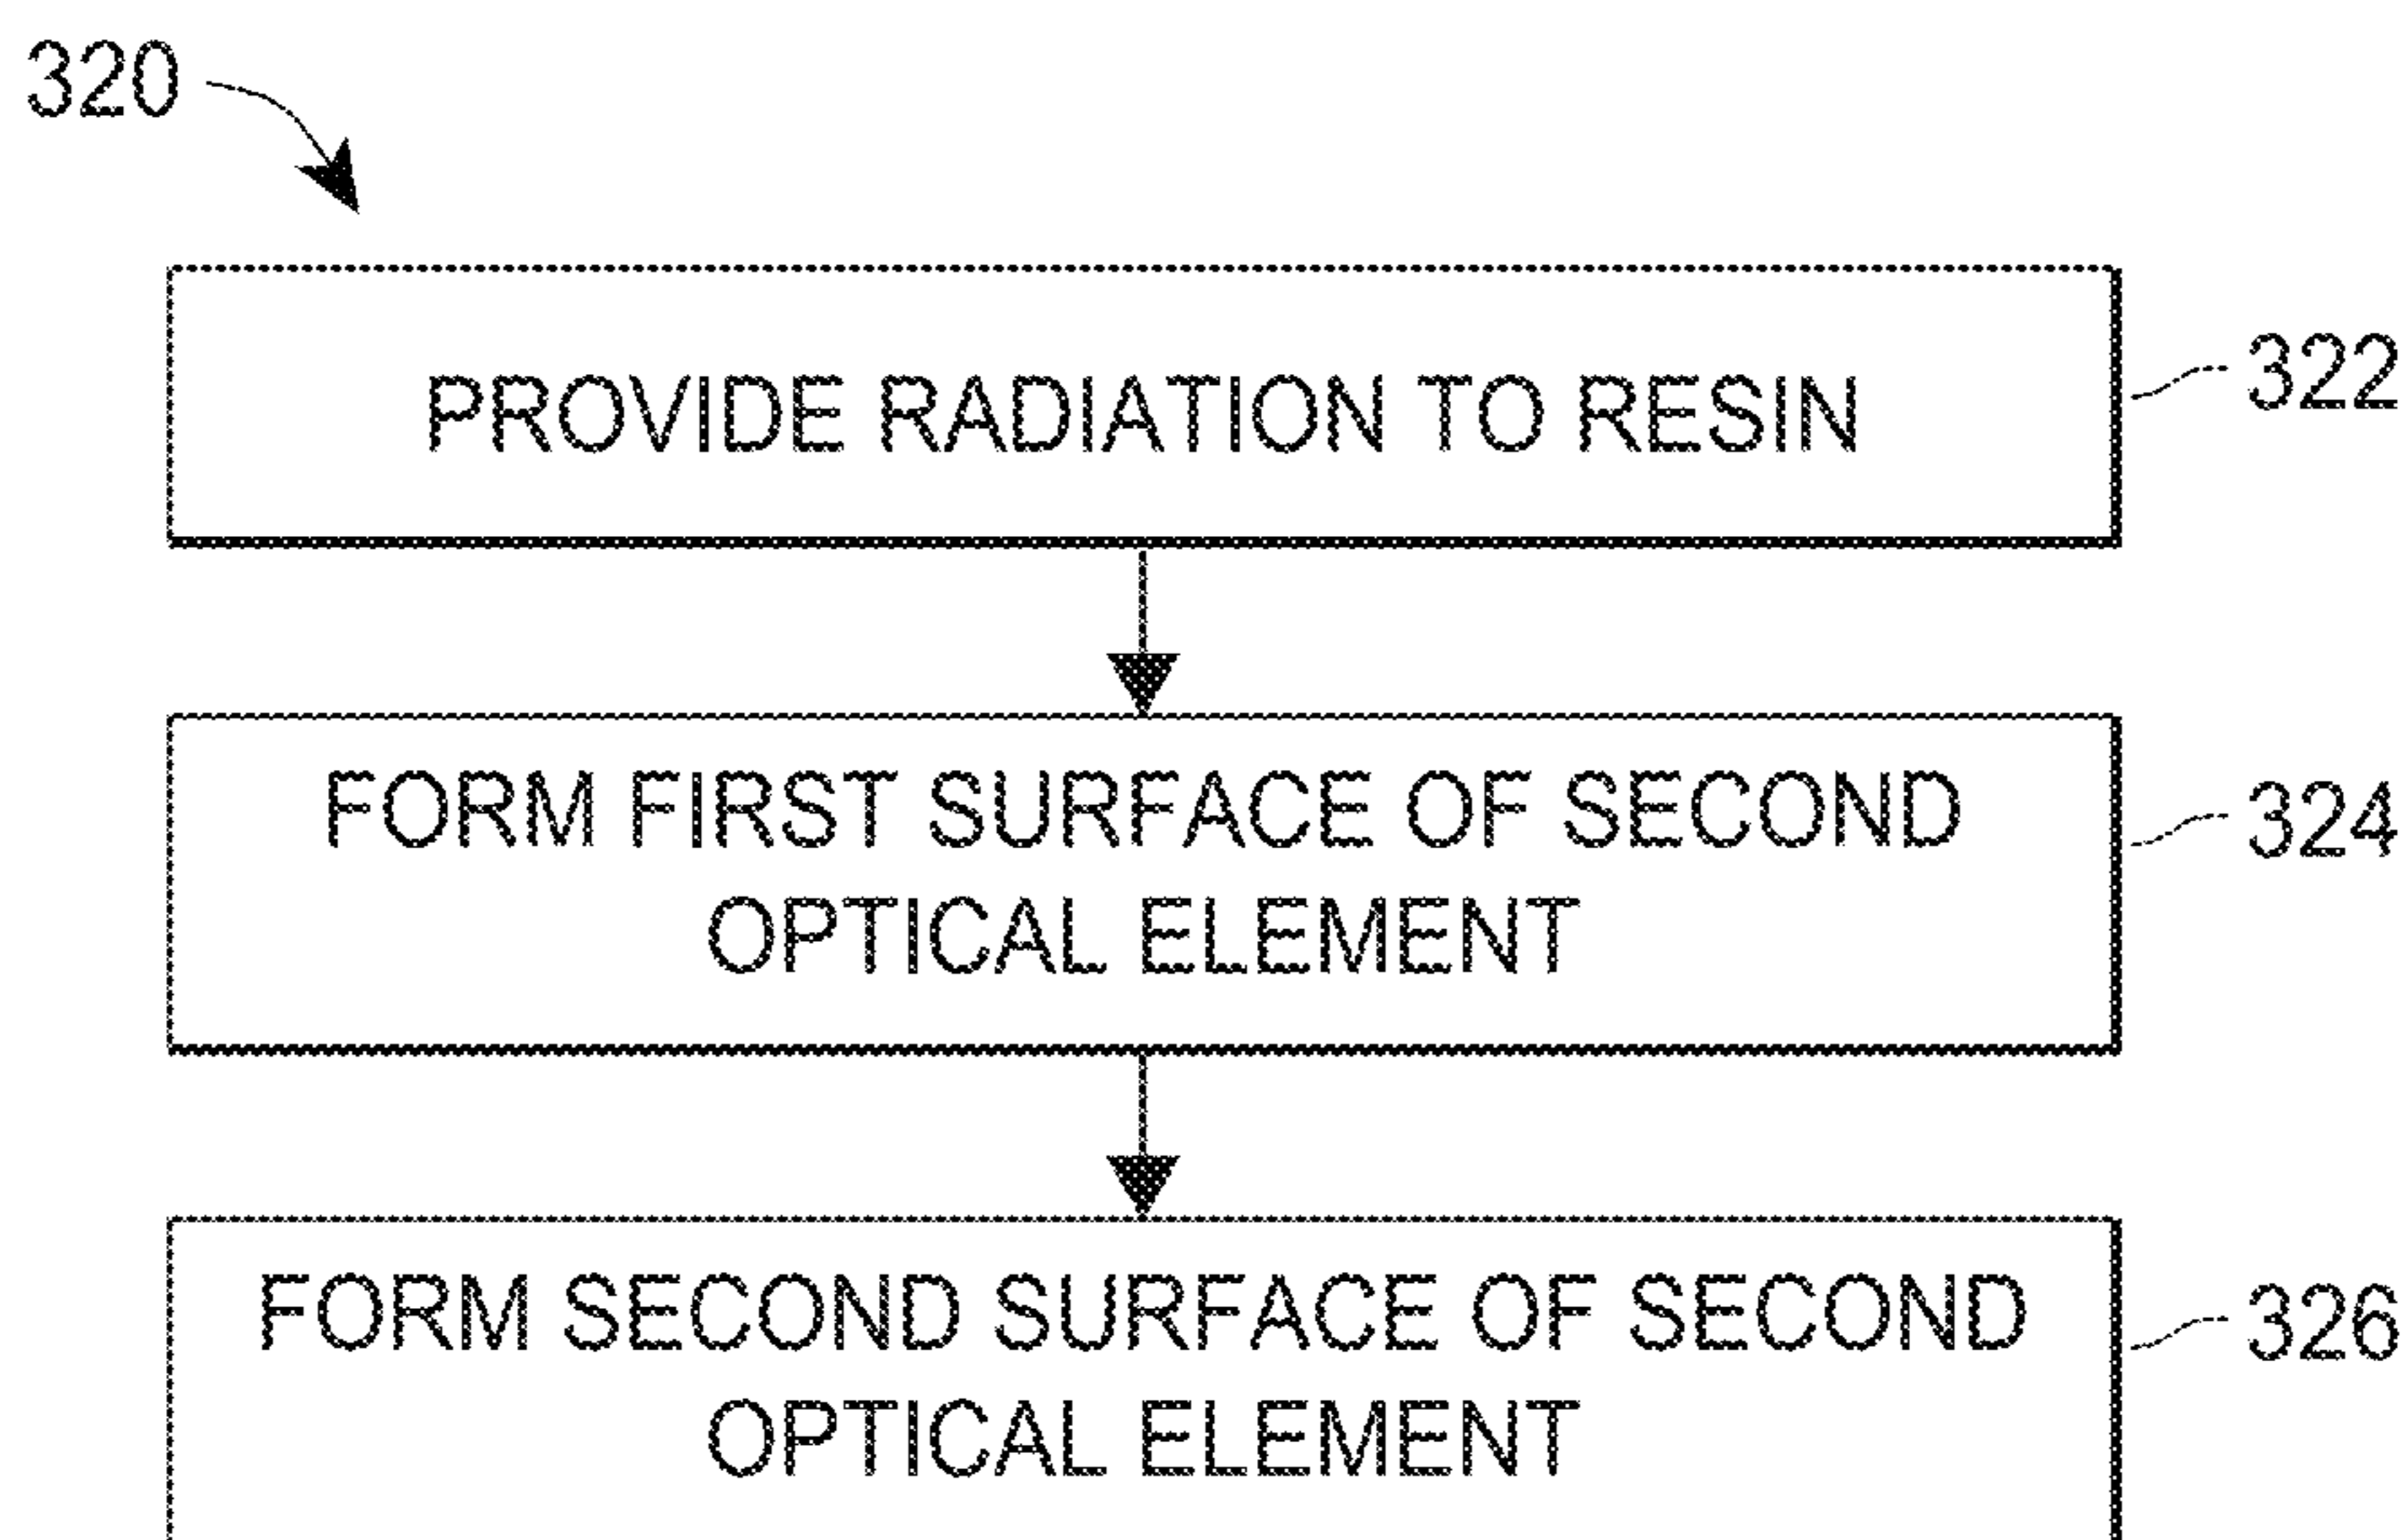 320
PROVIDE RADIATION TO RESIN
322
FORM FIRST SURFACE OF SECOND
OPTICAL ELEMENT
324
FORM SECOND SURFACE OF SECOND
OPTICAL ELEMENT
326